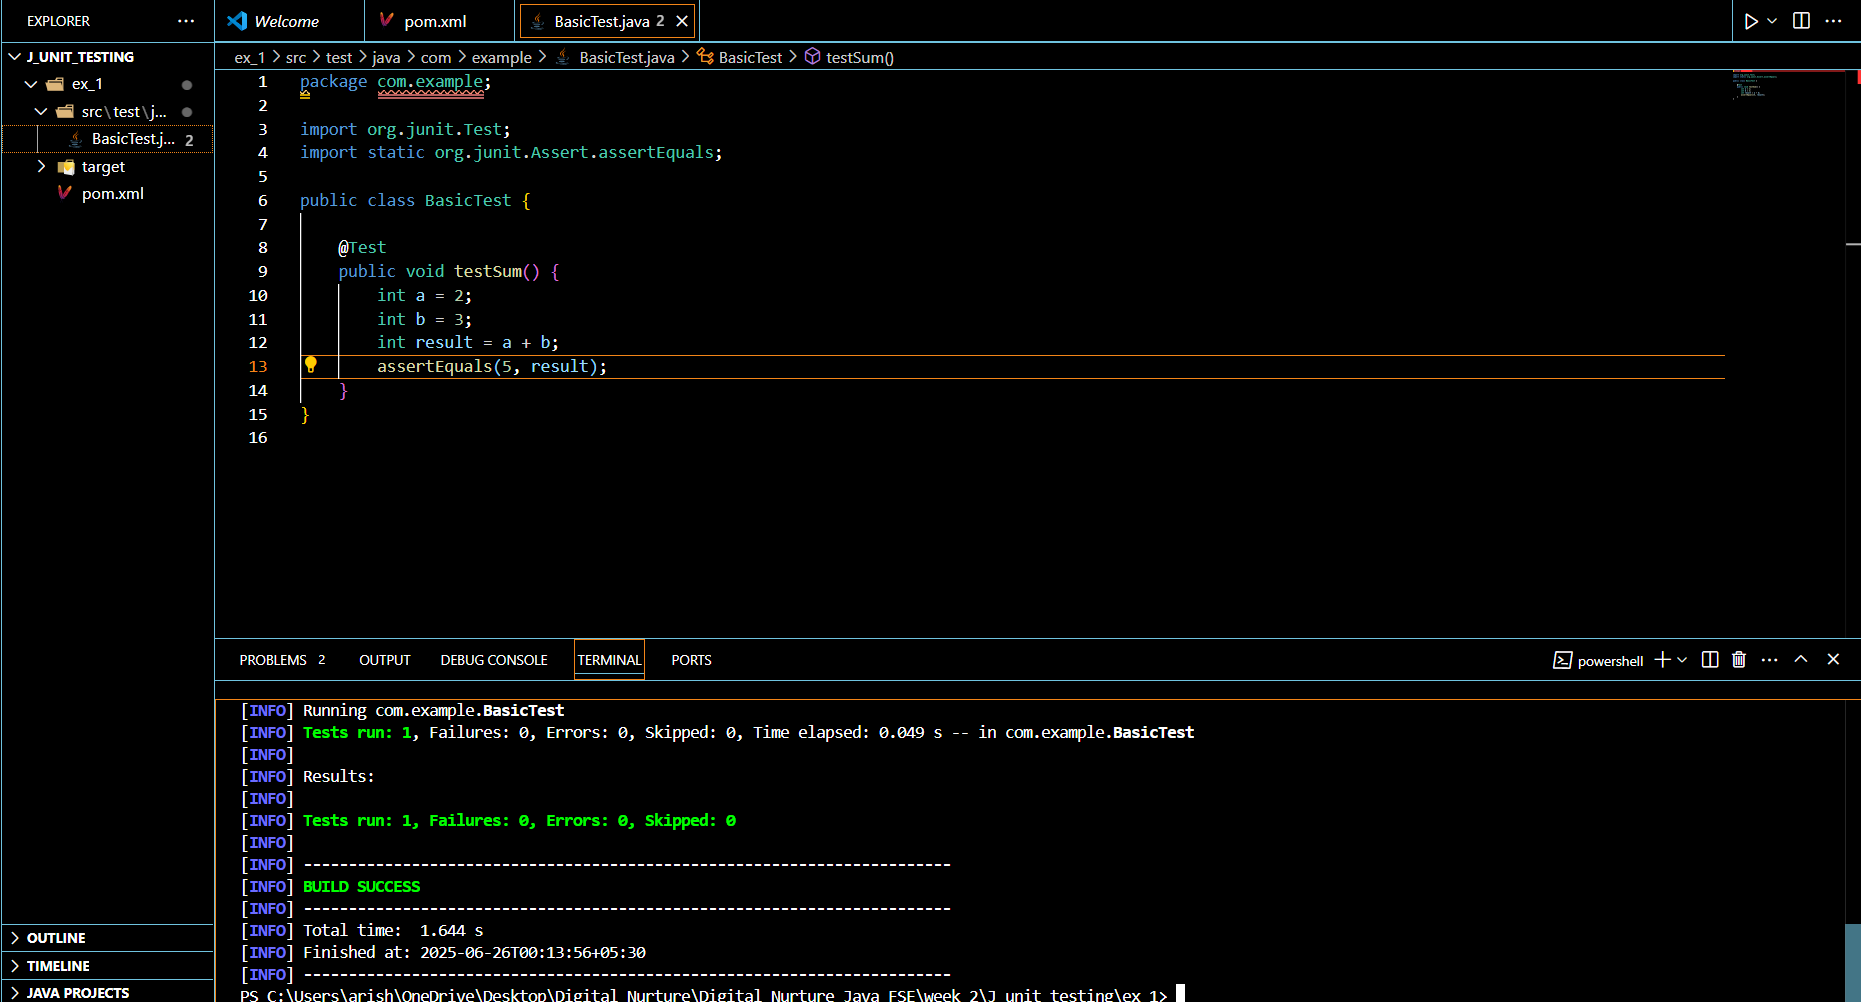 EXPLORER
J_UNIT_TESTING
ex_1
src\test\j...
BasicTest.j... 2
target
pom.xml
OUTLINE
TIMELINE
JAVA PROJECTS
Welcome
pom.xml
BasicTest.java 2
ex_1 > src > test > java > com > example > BasicTest.java > BasicTest > testSum()
1 package com.example;
2
3 import org.junit.Test;
4 import static org.junit.Assert.assertEquals;
5
6 public class BasicTest {
7
8 @Test
9 public void testSum() {
10 int a = 2;
11 int b = 3;
12 int result = a + b;
13 assertEquals(5, result);
14 }
15 }
16
PROBLEMS 2 OUTPUT DEBUG CONSOLE TERMINAL PORTS
powershell
[INFO] Running com.example.BasicTest
[INFO] Tests run: 1, Failures: 0, Errors: 0, Skipped: 0, Time elapsed: 0.049 s -- in com.example.BasicTest
[INFO]
[INFO] Results:
[INFO]
[INFO] Tests run: 1, Failures: 0, Errors: 0, Skipped: 0
[INFO]
[INFO] ------------------------------------------------------------------------
[INFO] BUILD SUCCESS
[INFO] ------------------------------------------------------------------------
[INFO] Total time:  1.644 s
[INFO] Finished at: 2025-06-26T00:13:56+05:30
[INFO] ------------------------------------------------------------------------
PS C:\Users\arish\OneDrive\Desktop\Digital Nurture\Digital Nurture Java FSE\week 2\J unit testing\ex 1>